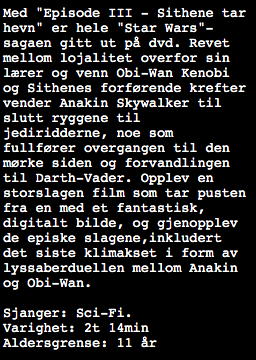 Med "Episode III - Sithene tar
hevn" er hele "Star Wars"-
sagaen gitt ut på dvd. Revet
mellom lojalitet overfor sin
lærer og venn Obi-Wan Kenobi
og Sithenes forførende krefter
vender Anakin Skywalker til
slutt ryggene til
jediridderne, noe som
fullfører overgangen til den
mørke siden og forvandlingen
til Darth-Vader. Opplev en
storslagen film som tar pusten
fra en med et fantastisk,
digitalt bilde, og gjenopplev
de episke slagene,inkludert
det siste klimakset i form av
lyssaberduellen mellom Anakin
og Obi-Wan.
Sjanger: Sci-Fi.
Varighet: 2t 14min
Aldersgrense: 11 år